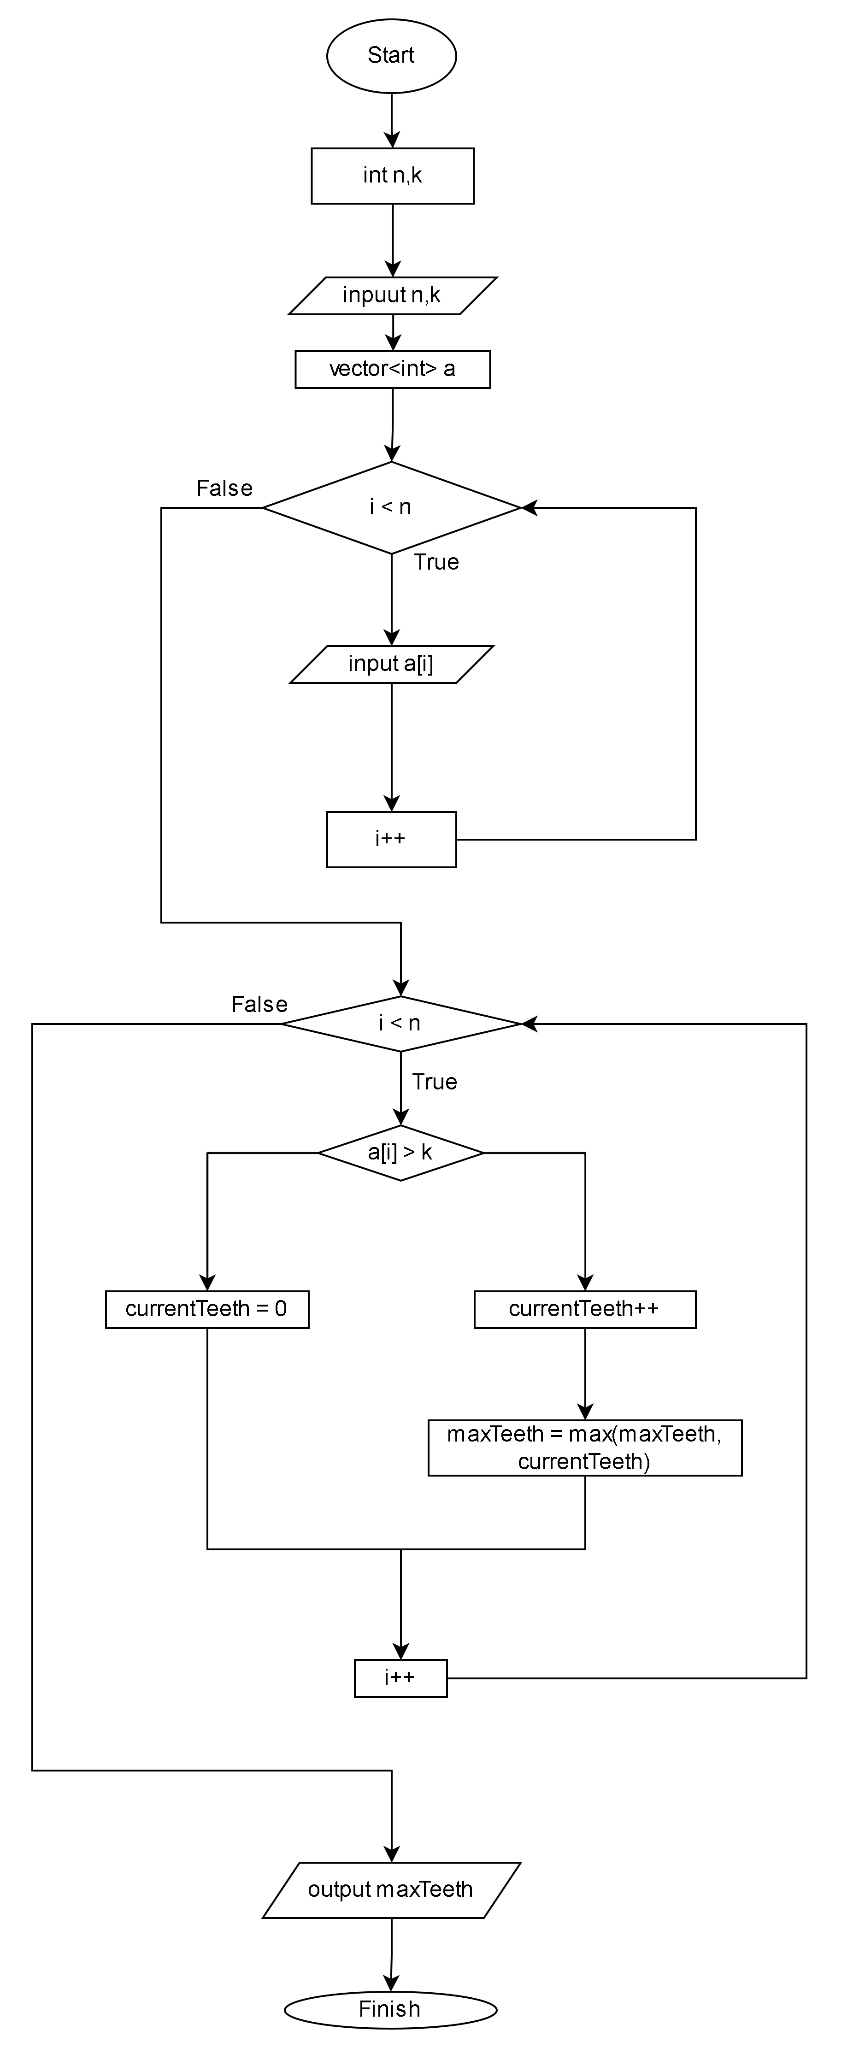 Start
int n,k
inpuut n,k
vector<int> a
False
i < n
True
input a[i]
i++
False
i < n
True
a[i] > k
currentTeeth = 0
currentTeeth++
maxTeeth = max(maxTeeth,
currentTeeth)
i++
output maxTeeth
Finish